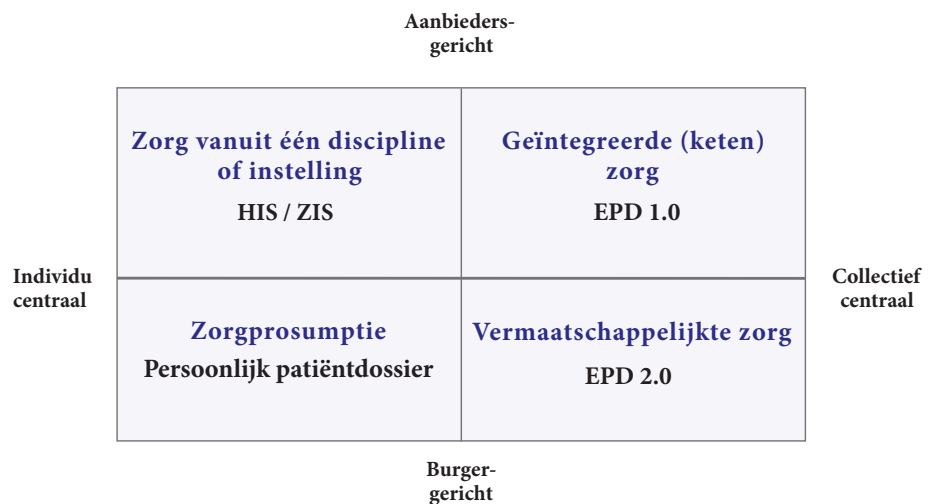 Aanbieders-
gericht
Zorg vanuit één discipline
of instelling
HIS / ZIS
Geïntegreerde (keten)
zorg
EPD 1.0
Individu
centraal
Collectief
centraal
Zorgprosumptie
Persoonlijk patiëntdossier
Vermaatschappelijkte zorg
EPD 2.0
Burger-
gericht